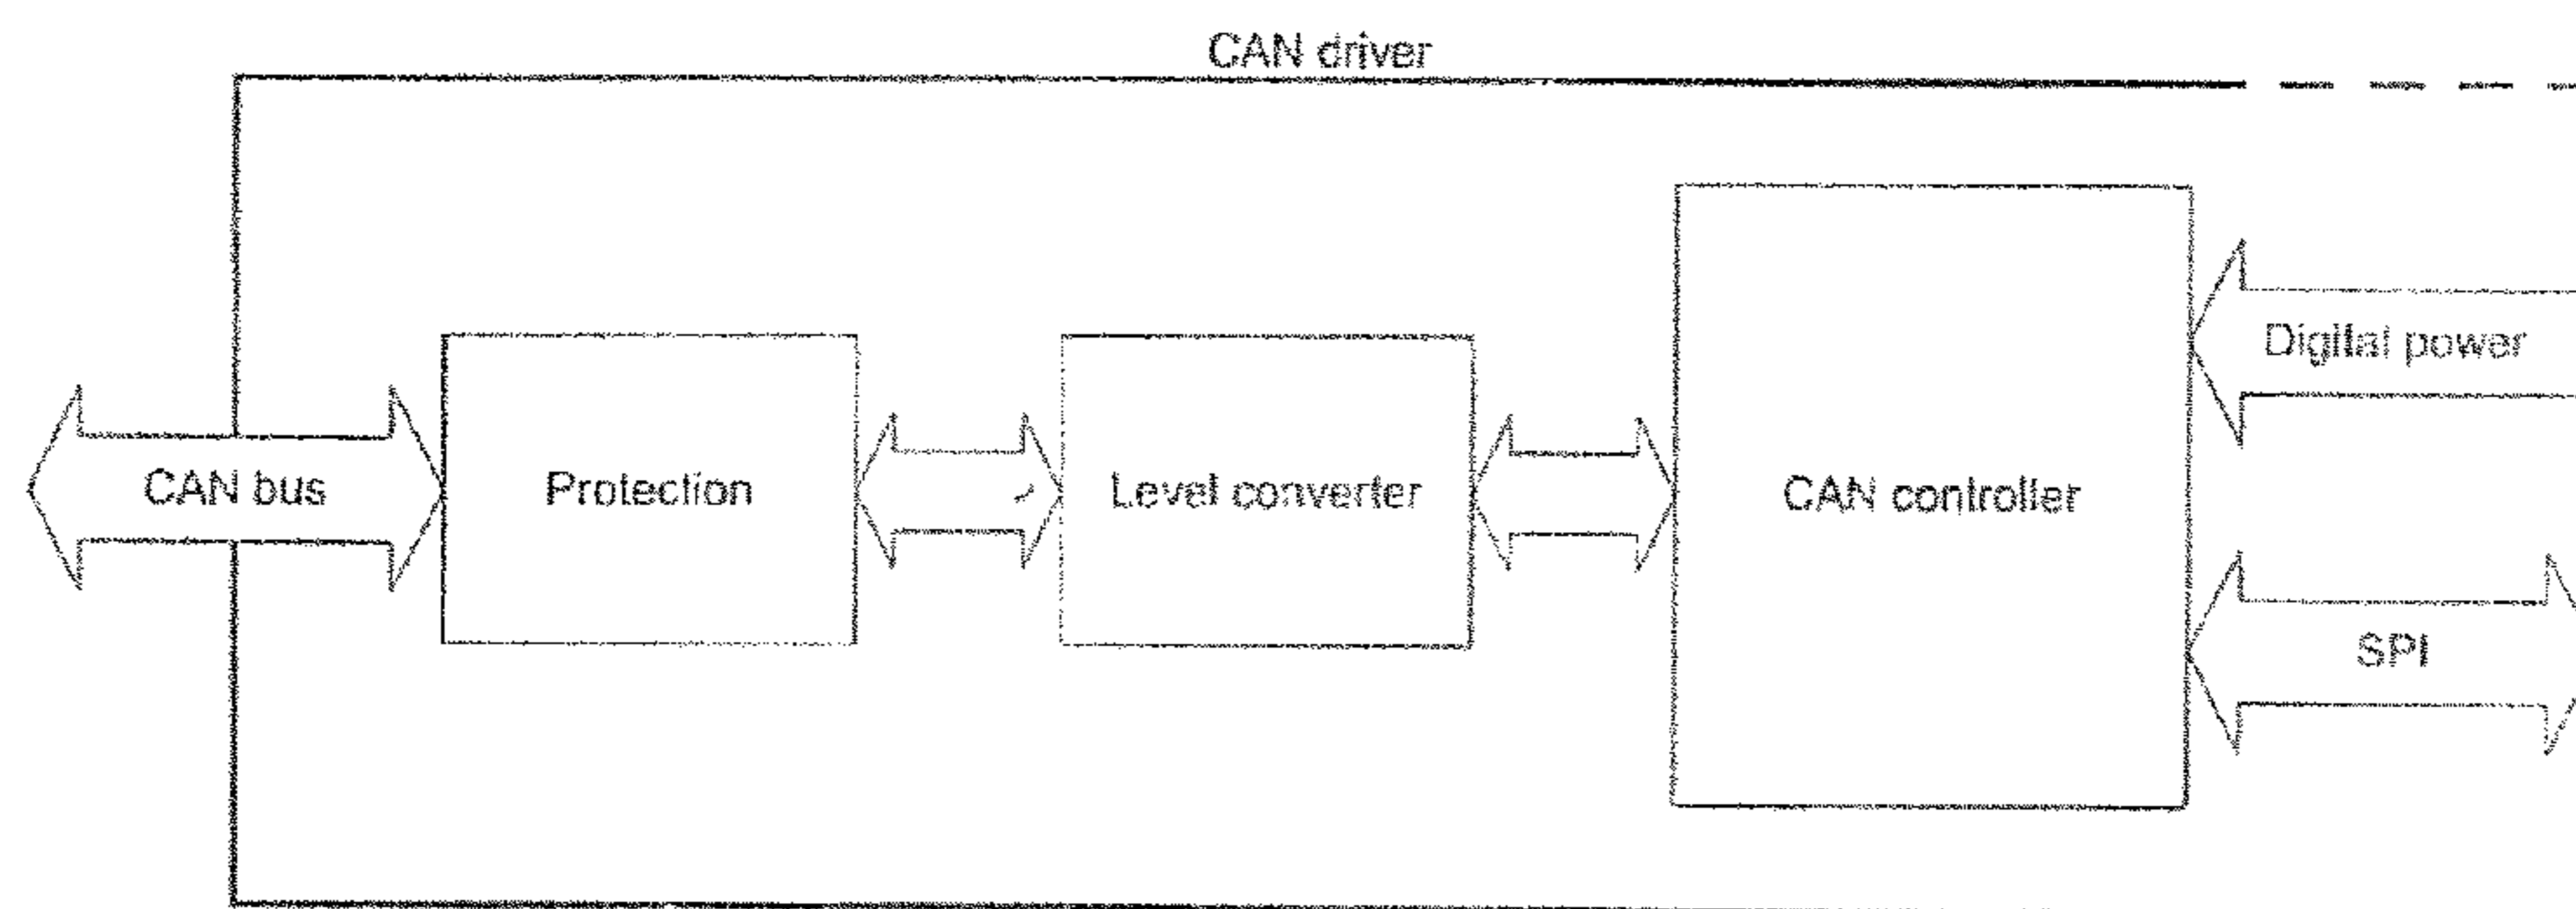 CAN driver
Digital power
CAN bus
Protection
Level converter
CAN controller
SPI